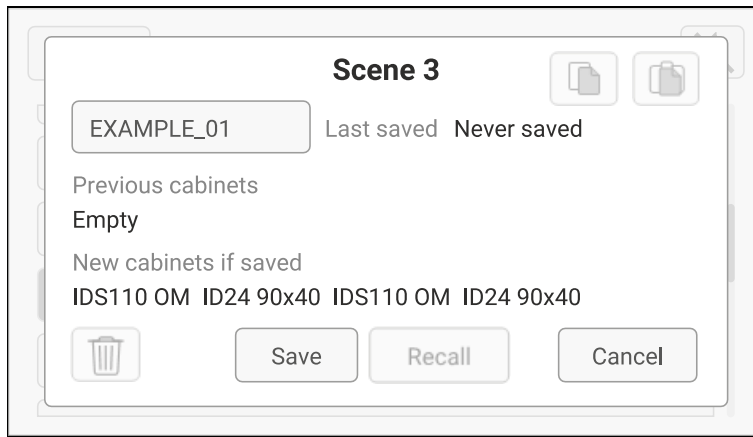 Scene 3
EXAMPLE_01 Last saved Never saved
Previous cabinets
Empty
New cabinets if saved
IDS110 OM ID24 90x40 IDS110 OM ID24 90x40
Save Recall Cancel